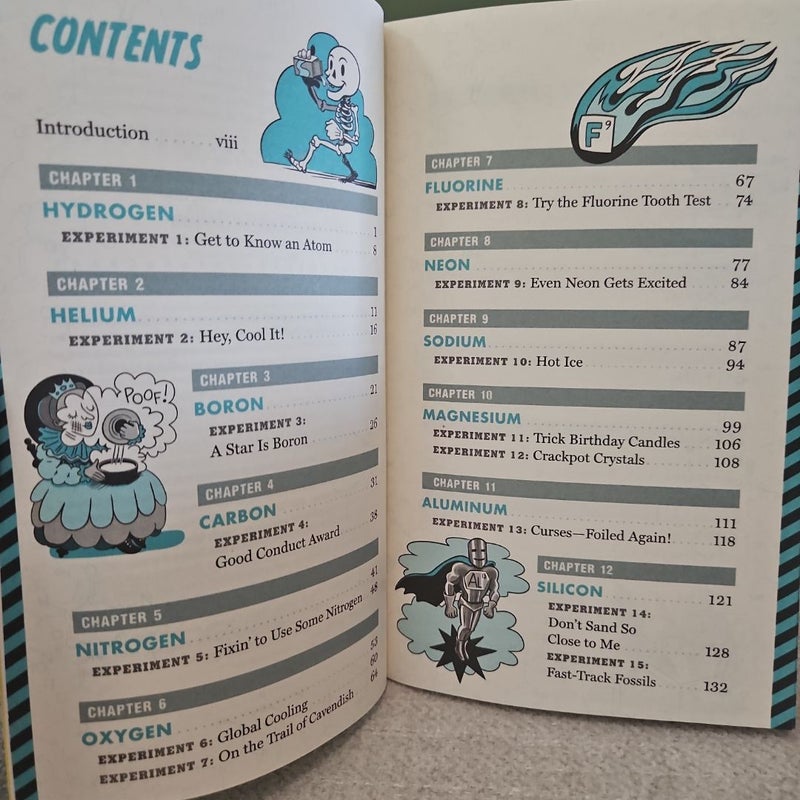 CONTENTS
Introduction ........ viii
CHAPTER 1
HYDROGEN ........ 1
EXPERIMENT 1: Get to Know an Atom ........ 8
CHAPTER 2
HELIUM ........ 11
EXPERIMENT 2: Hey, Cool It! ........ 16
POOF!
CHAPTER 3
BORON ........ 21
EXPERIMENT 3:
A Star Is Boron ........ 26
CHAPTER 4
CARBON ........ 31
EXPERIMENT 4:
Good Conduct Award ........ 38
CHAPTER 5
NITROGEN ........ 41
EXPERIMENT 5: Fixin' to Use Some Nitrogen 48
CHAPTER 6
OXYGEN ........ 53
EXPERIMENT 6: Global Cooling ........ 60
EXPERIMENT 7: On the Trail of Cavendish 64
F9
CHAPTER 7
FLUORINE ........ 67
EXPERIMENT 8: Try the Fluorine Tooth Test ........ 74
CHAPTER 8
NEON ........ 77
EXPERIMENT 9: Even Neon Gets Excited ........ 84
CHAPTER 9
SODIUM ........ 87
EXPERIMENT 10: Hot Ice ........ 94
CHAPTER 10
MAGNESIUM ........ 99
EXPERIMENT 11: Trick Birthday Candles ........ 106
EXPERIMENT 12: Crackpot Crystals ........ 108
CHAPTER 11
ALUMINUM ........ 111
EXPERIMENT 13: Curses—Foiled Again! ........ 118
AL
CHAPTER 12
SILICON ........ 121
EXPERIMENT 14:
Don't Sand So
Close to Me ........ 128
EXPERIMENT 15:
Fast-Track Fossils ........ 132